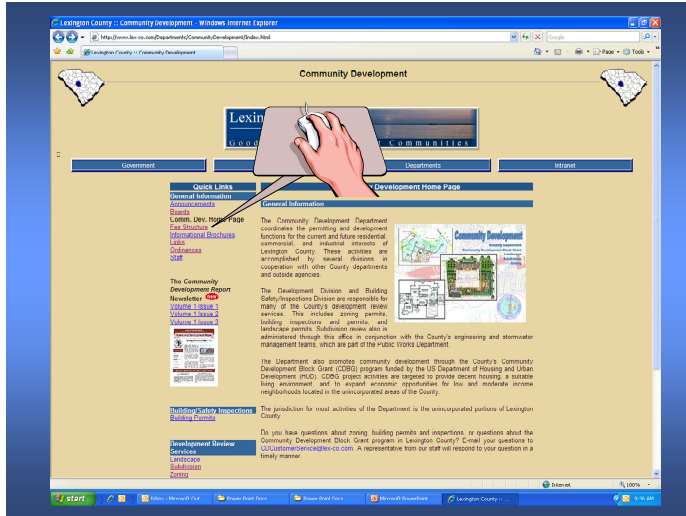 Lexington County :: Community Development - Windows Internet Explorer
http://www.lex-co.com/Departments/CommunityDevelopment/Index.html
Google
Lexington County :: Community Development
Page
Tools
Community Development
Lexin
Good
Communities
Government
Departments
Intranet
Quick Links
General Information
Announcements
Boards
Comm. Dev. Home Page
Fee Structure
Informational Brochures
Links
Ordinances
Staff
The Community
Development Report
Newsletter
Volume 1 Issue 1
Volume 1 Issue 2
Volume 1 Issue 3
Building/Safety Inspections
Building Permits
Development Review
Services
Landscape
Subdivision
Zoning
Development Home Page
General Information
The Community Development Department
coordinates the permitting and development
functions for the current and future residential,
commercial, and industrial interests of
Lexington County. These activities are
accomplished by several divisions in
cooperation with other County departments
and outside agencies.
Community Development
The Development Division and Building
Safety/Inspections Division are responsible for
many of the County's development review
services. This includes zoning permits,
building inspections and permits, and
landscape permits. Subdivision review also is
administered through this office in conjunction with the County's engineering and stormwater
management teams, which are part of the Public Works Department.
The Department also promotes community development through the County's Community
Development Block Grant (CDBG) program funded by the US Department of Housing and Urban
Development (HUD). CDBG project activities are targeted to provide decent housing, a suitable
living environment, and to expand economic opportunities for low and moderate income
neighborhoods located in the unincorporated areas of the County.
The jurisdiction for most activities of the Department is the unincorporated portions of Lexington
County.
Do you have questions about zoning, building permits and inspections, or questions about the
Community Development Block Grant program in Lexington County? E-mail your questions to
CDCustomerService@lex-co.com. A representative from our staff will respond to your question in a
timely manner.
Internet
100%
start
Inbox - Microsoft Out...
Power Point Docs
Power Point Docs
Microsoft PowerPoint
Lexington County :: ...
9:36 AM